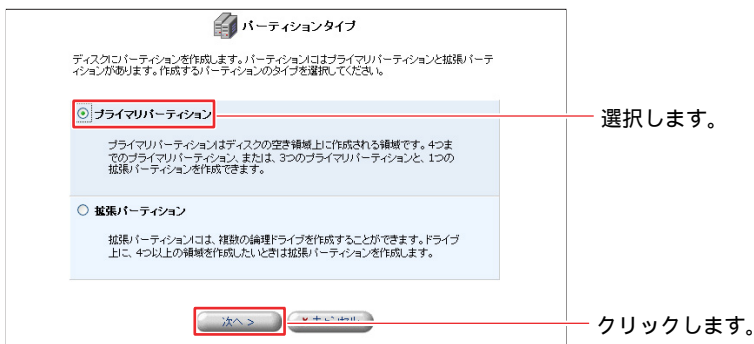 パーティションタイプ
ディスクにパーティションを作成します。パーティションにはプライマリパーティションと拡張パーテ
ィションがあります。作成するパーティションのタイプを選択してください。
プライマリパーティション
選択します。
プライマリパーティションはディスクの空き領域上に作成される領域です。4つま
でのプライマリパーティション、または、3つのプライマリパーティションと、1つの
拡張パーティションを作成できます。
拡張パーティション
拡張パーティションには、複数の論理ドライブを作成することができます。ドライブ
上に、4つ以上の領域を作成したいときは拡張パーティションを作成します。
次へ >
キャンセル
クリックします。